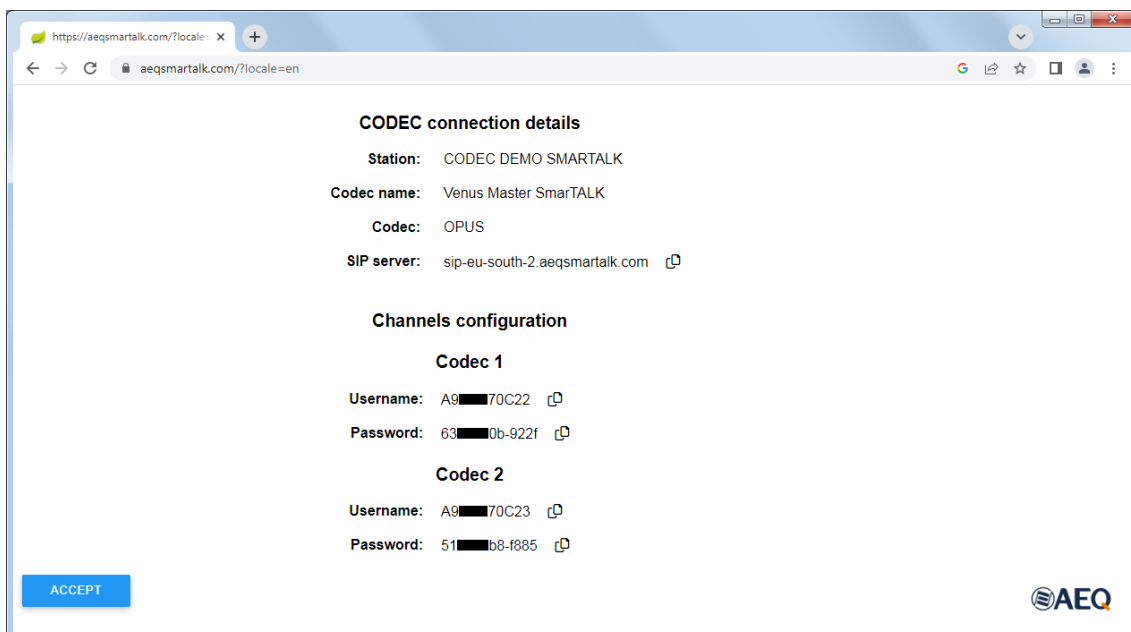 https://aeqsmartalk.com/?locale=
aeqsmartalk.com/?locale=en
CODEC connection details
Station: CODEC DEMO SMARTALK
Codec name: Venus Master SmarTALK
Codec: OPUS
SIP server: sip-eu-south-2.aeqsmartalk.com
Channels configuration
Codec 1
Username: A9 70C22
Password: 63 0b-922f
Codec 2
Username: A9 70C23
Password: 51 b8-f885
ACCEPT
AEQ